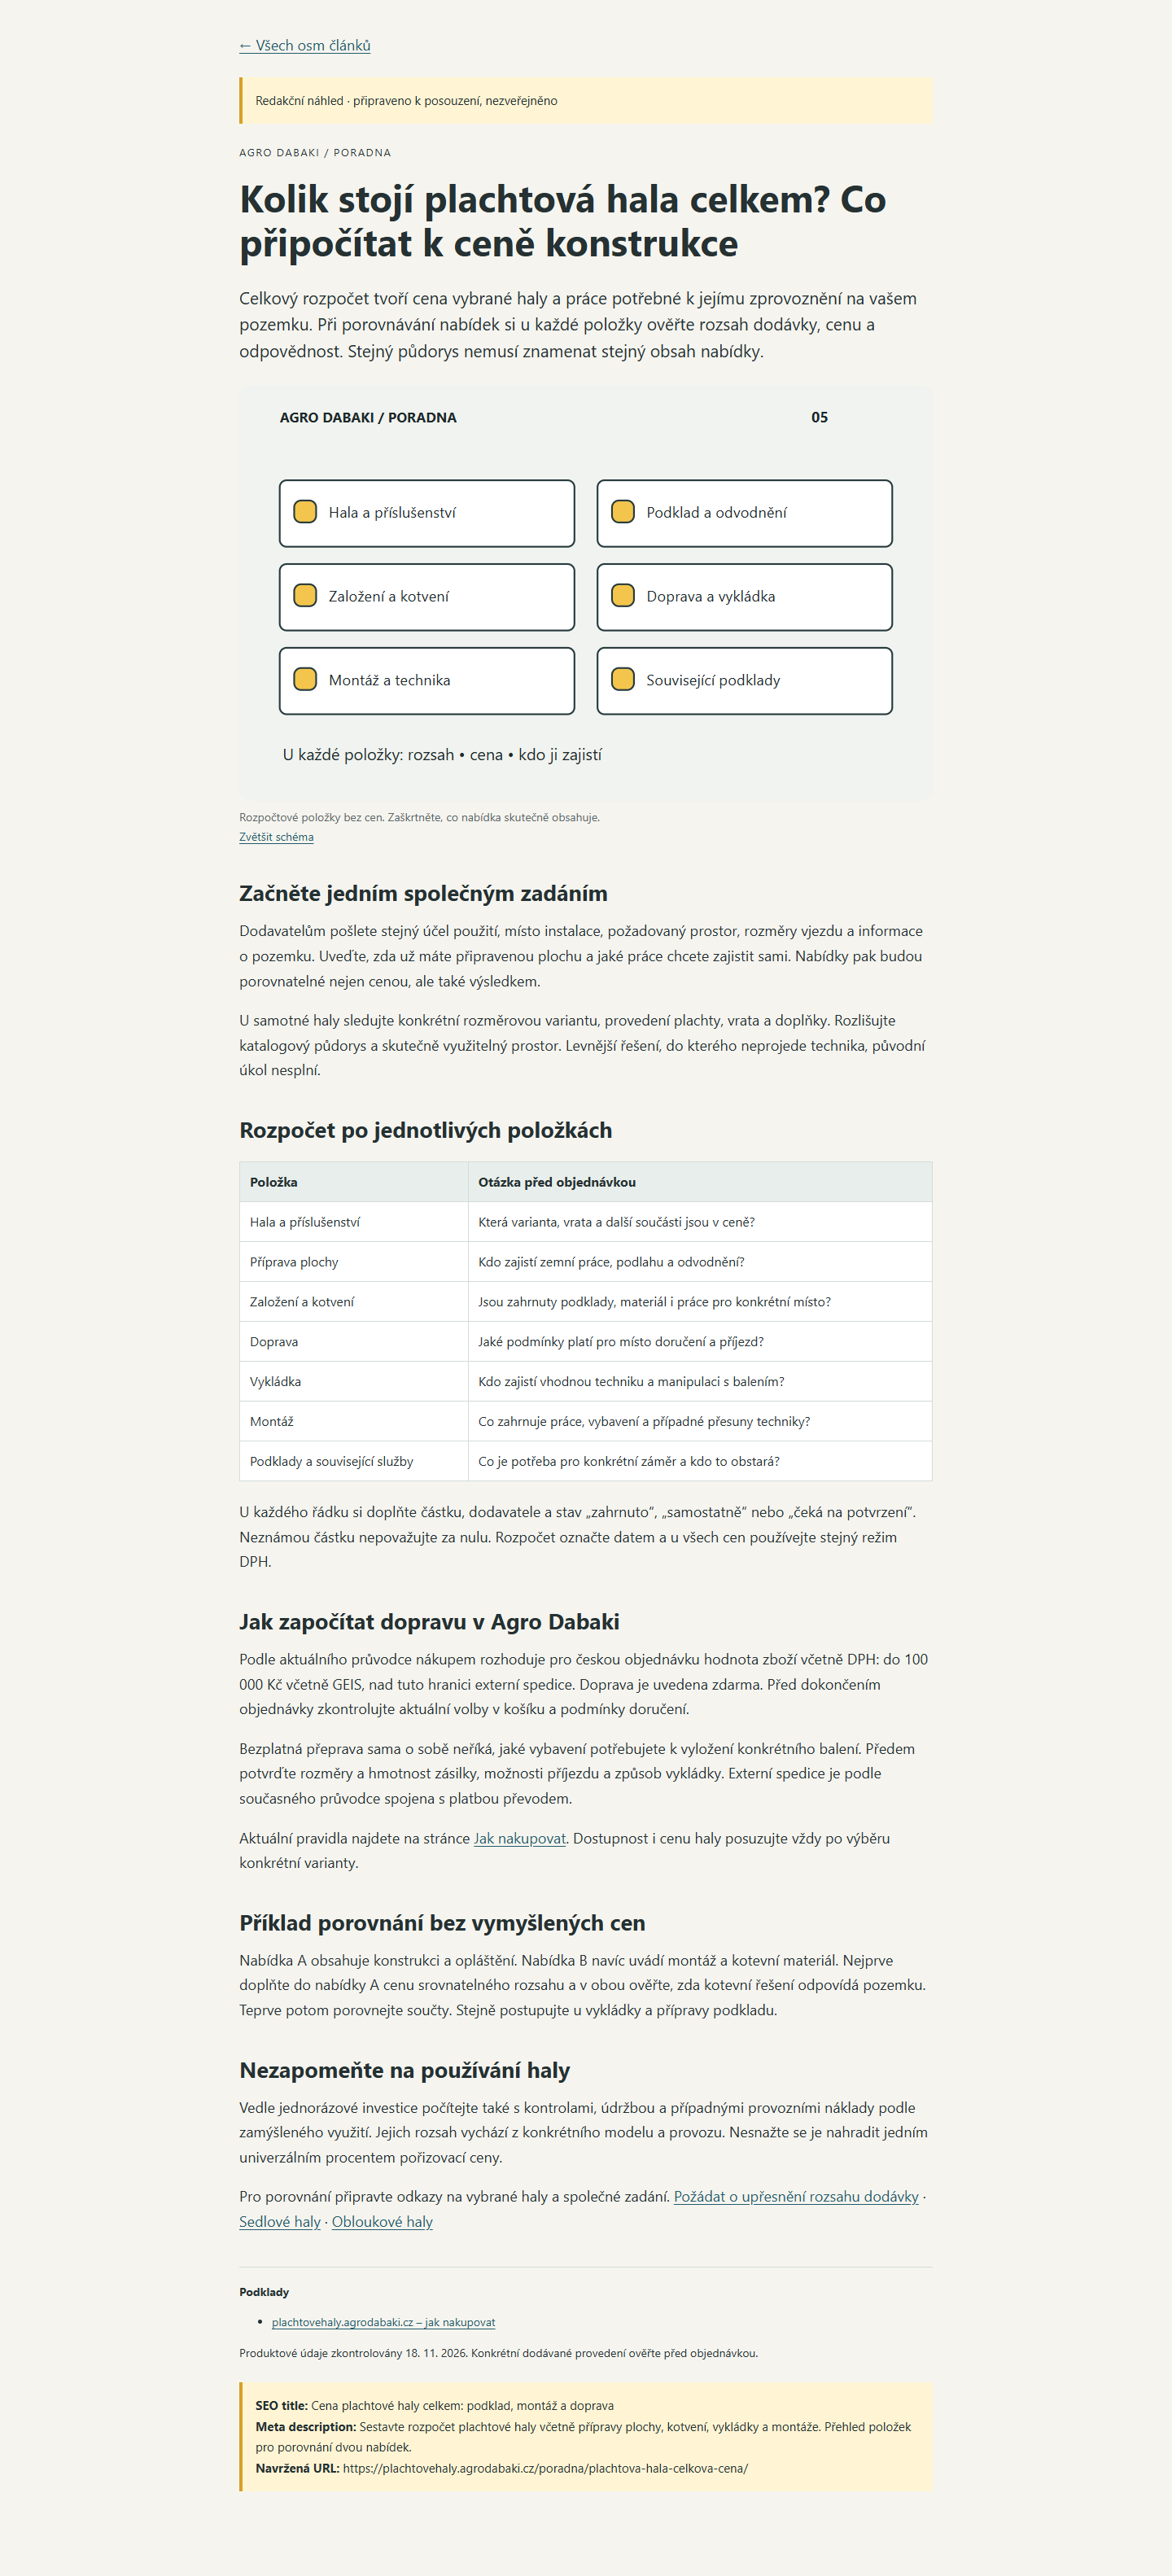 ← Všech osm článků
Redakční náhled · připraveno k posouzení, nezveřejněno
AGRO DABAKI / PORADNA
Kolik stojí plachtová hala celkem? Co
připočítat k ceně konstrukce
Celkový rozpočet tvoří cena vybrané haly a práce potřebné k jejímu zprovoznění na vašem
pozemku. Při porovnávání nabídek si u každé položky ověřte rozsah dodávky, cenu a
odpovědnost. Stejný půdorys nemusí znamenat stejný obsah nabídky.
AGRO DABAKI / PORADNA 05
Hala a příslušenství Podklad a odvodnění
Založení a kotvení Doprava a vykládka
Montáž a technika Související podklady
U každé položky: rozsah • cena • kdo ji zajistí
Rozpočtové položky bez cen. Zaškrtněte, co nabídka skutečně obsahuje.
Zvětšit schéma
Začněte jedním společným zadáním
Dodavatelům pošlete stejný účel použití, místo instalace, požadovaný prostor, rozměry vjezdu a informace
o pozemku. Uveďte, zda už máte připravenou plochu a jaké práce chcete zajistit sami. Nabídky pak budou
porovnatelné nejen cenou, ale také výsledkem.
U samotné haly sledujte konkrétní rozměrovou variantu, provedení plachty, vrata a doplňky. Rozlišujte
katalogový půdorys a skutečně využitelný prostor. Levnější řešení, do kterého neprojede technika, původní
úkol nesplní.
Rozpočet po jednotlivých položkách
Položka Otázka před objednávkou
Hala a příslušenství Která varianta, vrata a další součásti jsou v ceně?
Příprava plochy Kdo zajistí zemní práce, podlahu a odvodnění?
Založení a kotvení Jsou zahrnuty podklady, materiál i práce pro konkrétní místo?
Doprava Jaké podmínky platí pro místo doručení a příjezd?
Vykládka Kdo zajistí vhodnou techniku a manipulaci s balením?
Montáž Co zahrnuje práce, vybavení a případné přesuny techniky?
Podklady a související služby Co je potřeba pro konkrétní záměr a kdo to obstará?
U každého řádku si doplňte částku, dodavatele a stav „zahrnuto“, „samostatně“ nebo „čeká na potvrzení“.
Neznámou částku nepovažujte za nulu. Rozpočet označte datem a u všech cen používejte stejný režim
DPH.
Jak započítat dopravu v Agro Dabaki
Podle aktuálního průvodce nákupem rozhoduje pro českou objednávku hodnota zboží včetně DPH: do 100
000 Kč včetně GEIS, nad tuto hranici externí spedice. Doprava je uvedena zdarma. Před dokončením
objednávky zkontrolujte aktuální volby v košíku a podmínky doručení.
Bezplatná přeprava sama o sobě neříká, jaké vybavení potřebujete k vyložení konkrétního balení. Předem
potvrďte rozměry a hmotnost zásilky, možnosti příjezdu a způsob vykládky. Externí spedice je podle
současného průvodce spojena s platbou převodem.
Aktuální pravidla najdete na stránce Jak nakupovat. Dostupnost i cenu haly posuzujte vždy po výběru
konkrétní varianty.
Příklad porovnání bez vymyšlených cen
Nabídka A obsahuje konstrukci a opláštění. Nabídka B navíc uvádí montáž a kotevní materiál. Nejprve
doplňte do nabídky A cenu srovnatelného rozsahu a v obou ověřte, zda kotevní řešení odpovídá pozemku.
Teprve potom porovnejte součty. Stejně postupujte u vykládky a přípravy podkladu.
Nezapomeňte na používání haly
Vedle jednorázové investice počítejte také s kontrolami, údržbou a případnými provozními náklady podle
zamýšleného využití. Jejich rozsah vychází z konkrétního modelu a provozu. Nesnažte se je nahradit jedním
univerzálním procentem pořizovací ceny.
Pro porovnání připravte odkazy na vybrané haly a společné zadání. Požádat o upřesnění rozsahu dodávky ·
Sedlové haly · Obloukové haly
Podklady
• plachtovehaly.agrodabaki.cz – jak nakupovat
Produktové údaje zkontrolovány 18. 11. 2026. Konkrétní dodávané provedení ověřte před objednávkou.
SEO title: Cena plachtové haly celkem: podklad, montáž a doprava
Meta description: Sestavte rozpočet plachtové haly včetně přípravy plochy, kotvení, vykládky a montáže. Přehled položek
pro porovnání dvou nabídek.
Navržená URL: https://plachtovehaly.agrodabaki.cz/poradna/plachtova-hala-celkova-cena/